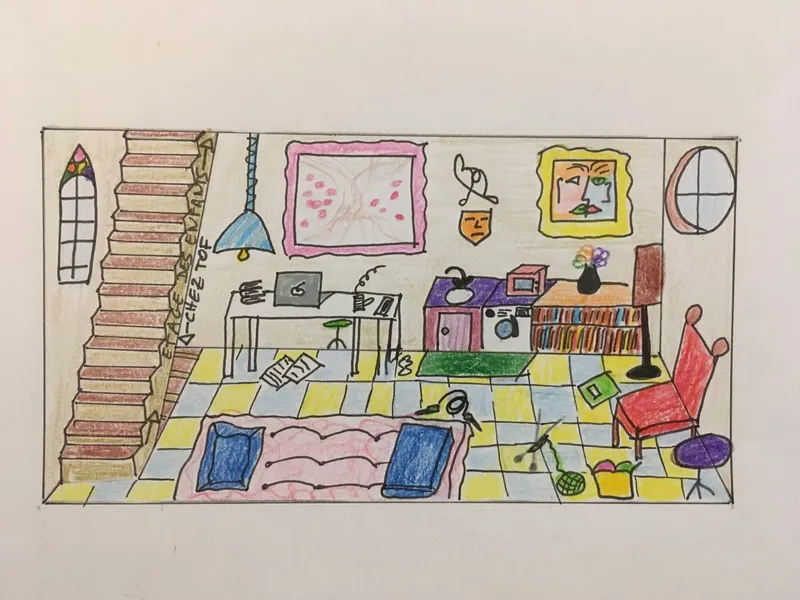 ETAGE DES ENFANTS →
← CHEZ TOF